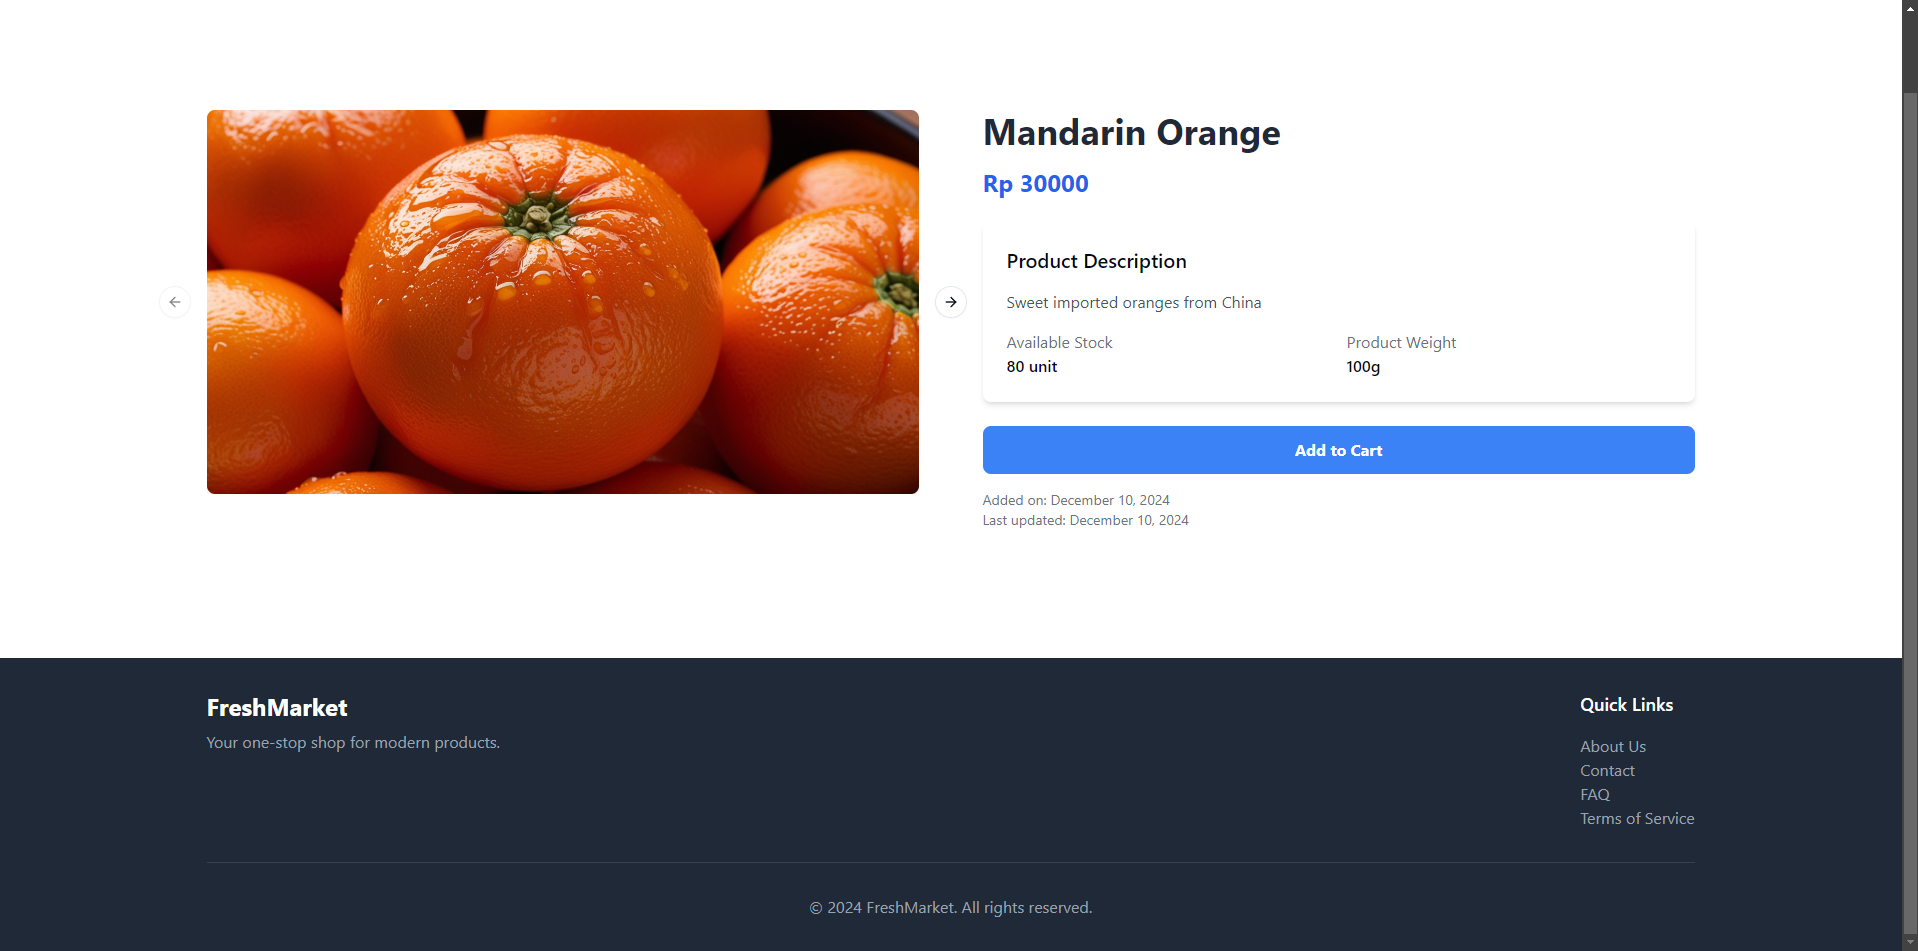 Mandarin Orange
Rp 30000
Product Description
Sweet imported oranges from China
Available Stock
80 unit
Product Weight
100g
Add to Cart
Added on: December 10, 2024
Last updated: December 10, 2024
FreshMarket
Your one-stop shop for modern products.
Quick Links
About Us
Contact
FAQ
Terms of Service
© 2024 FreshMarket. All rights reserved.